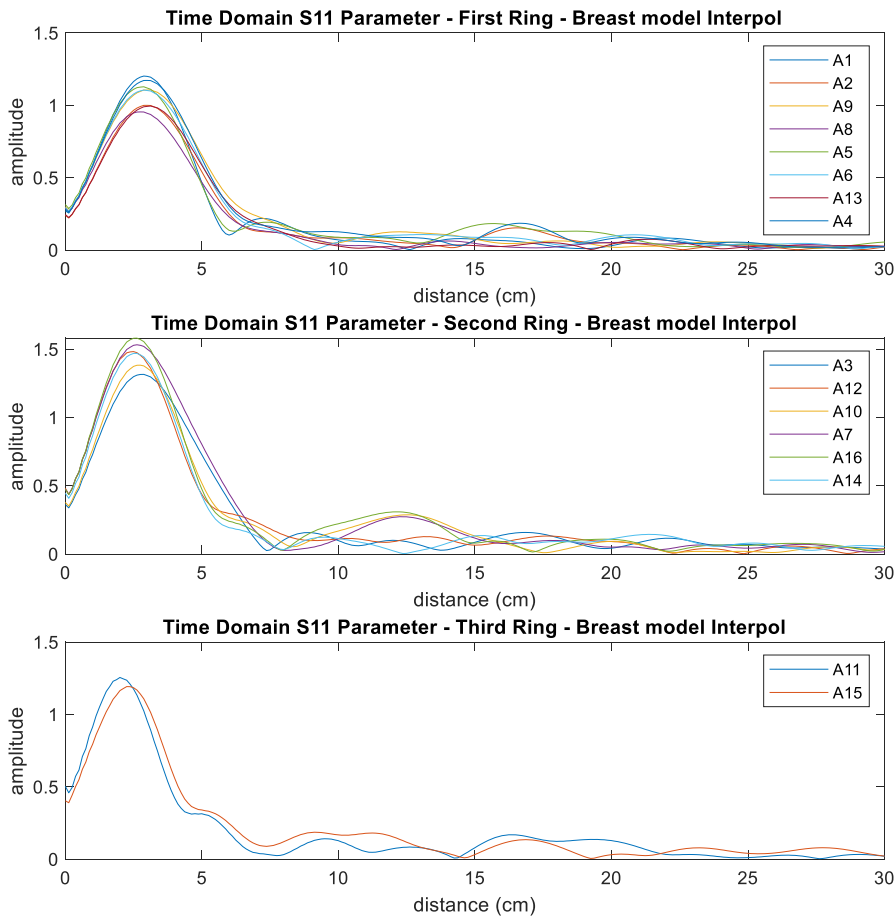 Time Domain S11 Parameter - First Ring - Breast model Interpol
1.5
1
0.5
0
amplitude
0 5 10 15 20 25 30
distance (cm)
A1
A2
A9
A8
A5
A6
A13
A4
Time Domain S11 Parameter - Second Ring - Breast model Interpol
1.5
1
0.5
0
amplitude
0 5 10 15 20 25 30
distance (cm)
A3
A12
A10
A7
A16
A14
Time Domain S11 Parameter - Third Ring - Breast model Interpol
1.5
1
0.5
0
amplitude
0 5 10 15 20 25 30
distance (cm)
A11
A15